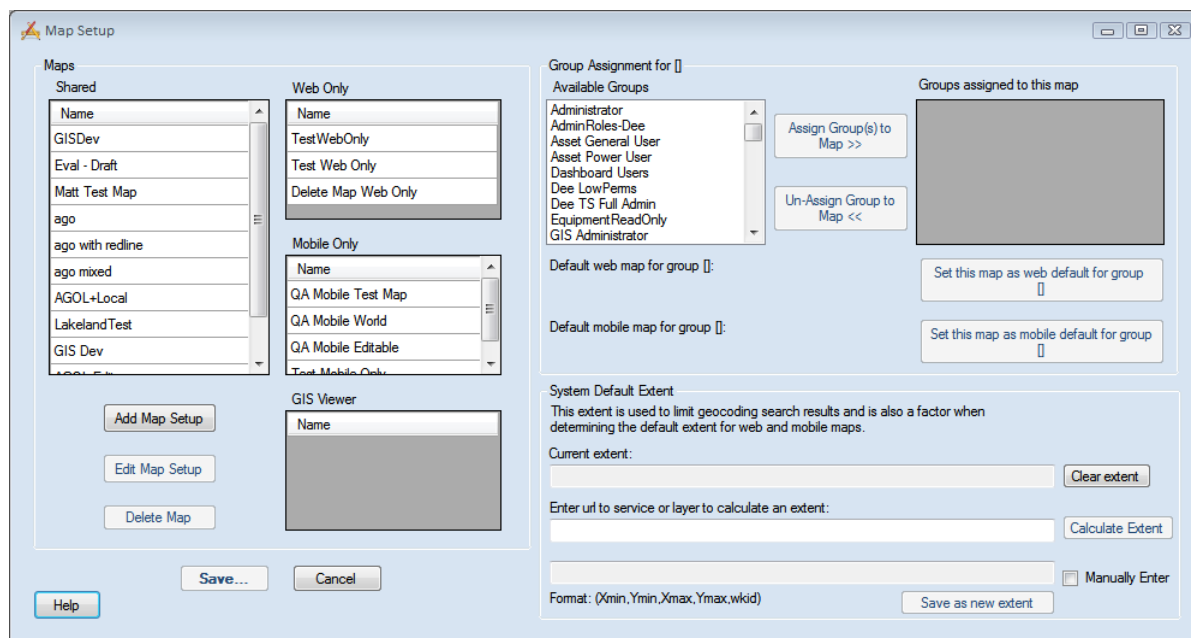 Map Setup
Maps
Shared
Name
GISDev
Eval - Draft
Matt Test Map
ago
ago with redline
ago mixed
AGOL+Local
LakelandTest
GIS Dev
Web Only
Name
TestWebOnly
Test Web Only
Delete Map Web Only
Mobile Only
Name
QA Mobile Test Map
QA Mobile World
QA Mobile Editable
Test Mobile Only
GIS Viewer
Name
Add Map Setup
Edit Map Setup
Delete Map
Save...
Cancel
Help
Group Assignment for []
Available Groups
Administrator
AdminRoles-Dee
Asset General User
Asset Power User
Dashboard Users
Dee LowPerms
Dee TS Full Admin
EquipmentReadOnly
GIS Administrator
Assign Group(s) to
Map >>
Un-Assign Group to
Map <<
Groups assigned to this map
Default web map for group []:
Set this map as web default for group
[]
Default mobile map for group []:
Set this map as mobile default for group
[]
System Default Extent
This extent is used to limit geocoding search results and is also a factor when
determining the default extent for web and mobile maps.
Current extent:
Clear extent
Enter url to service or layer to calculate an extent:
Calculate Extent
Manually Enter
Format: (Xmin,Ymin,Xmax,Ymax,wkid)
Save as new extent